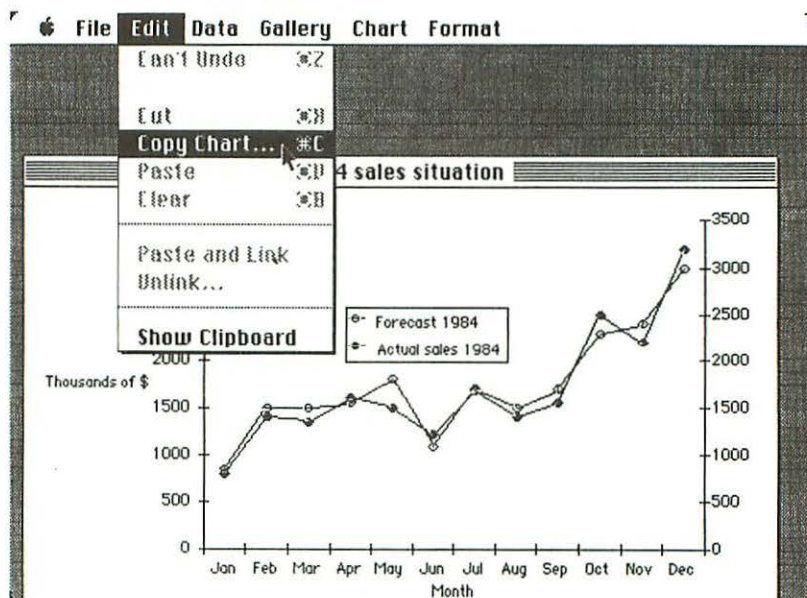 File Edit Data Gallery Chart Format
Can't Undo ⌘Z
Cut ⌘X
Copy Chart... ⌘C
Paste ⌘D
Clear ⌘B
Paste and Link
Unlink...
Show Clipboard
4 sales situation
3500
3000
2500
2000
1500
1000
500
0
Forecast 1984
Actual sales 1984
2000
Thousands of $
1500
1000
500
0
Jan Feb Mar Apr May Jun Jul Aug Sep Oct Nov Dec
Month